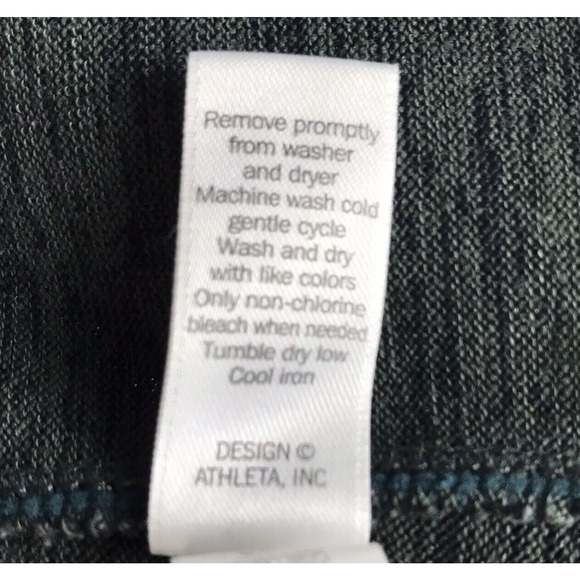 Remove promptly
from washer
and dryer
Machine wash cold
gentle cycle
Wash and dry
with like colors
Only non-chlorine
bleach when needed
Tumble dry low
Cool iron
DESIGN ©
ATHLETA, INC